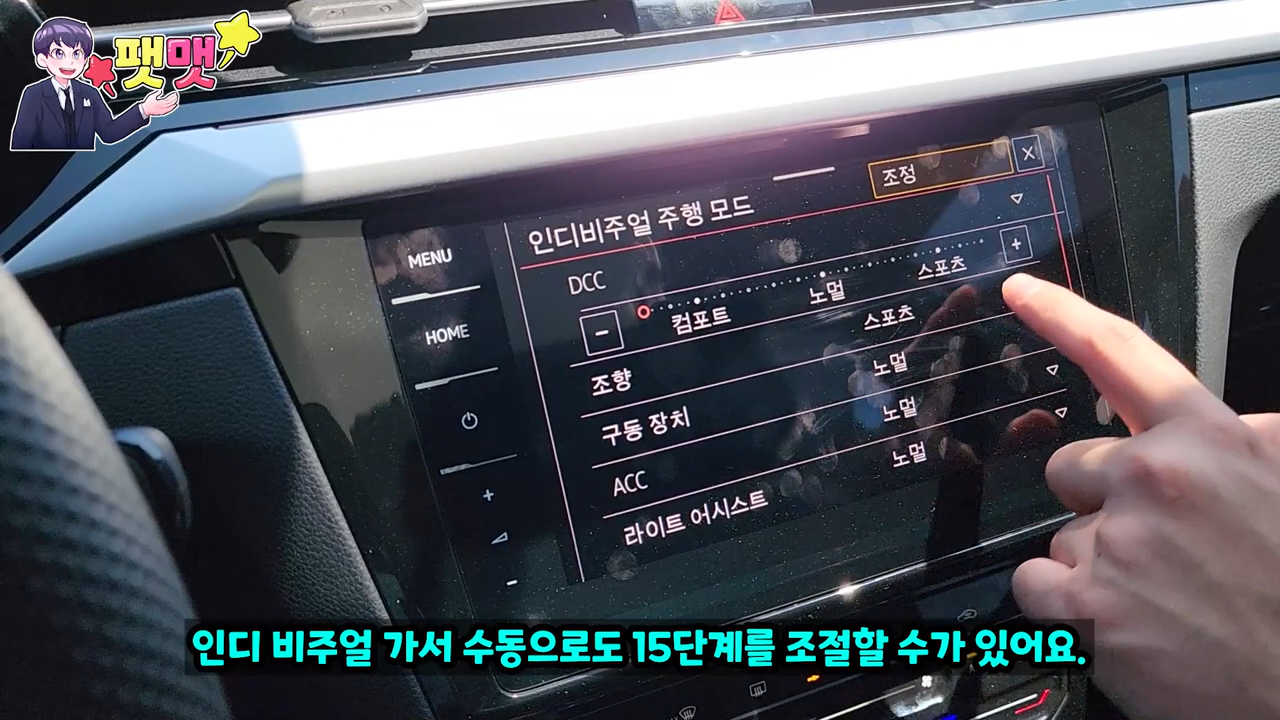 팻맷
조정
인디비주얼 주행 모드
MENU
DCC
HOME
컴포트 노멀 스포츠
조향 스포츠
구동 장치 노멀
ACC 노멀
라이트 어시스트 노멀
인디 비주얼 가서 수동으로도 15단계를 조절할 수가 있어요.